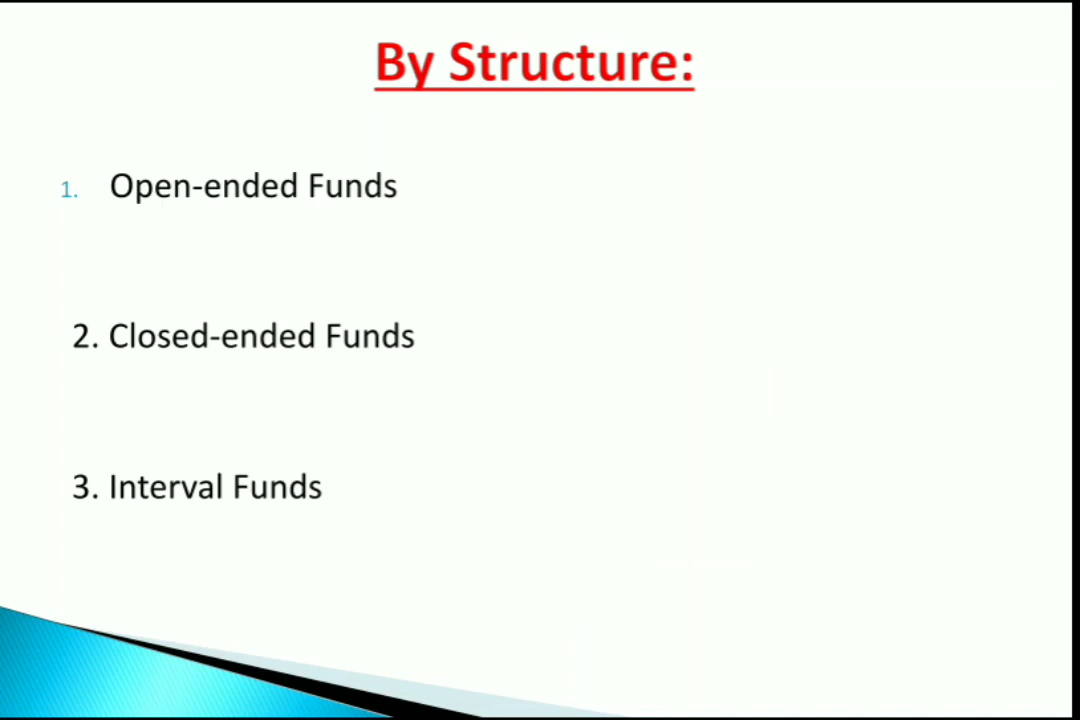 By Structure:
1. Open-ended Funds
2. Closed-ended Funds
3. Interval Funds